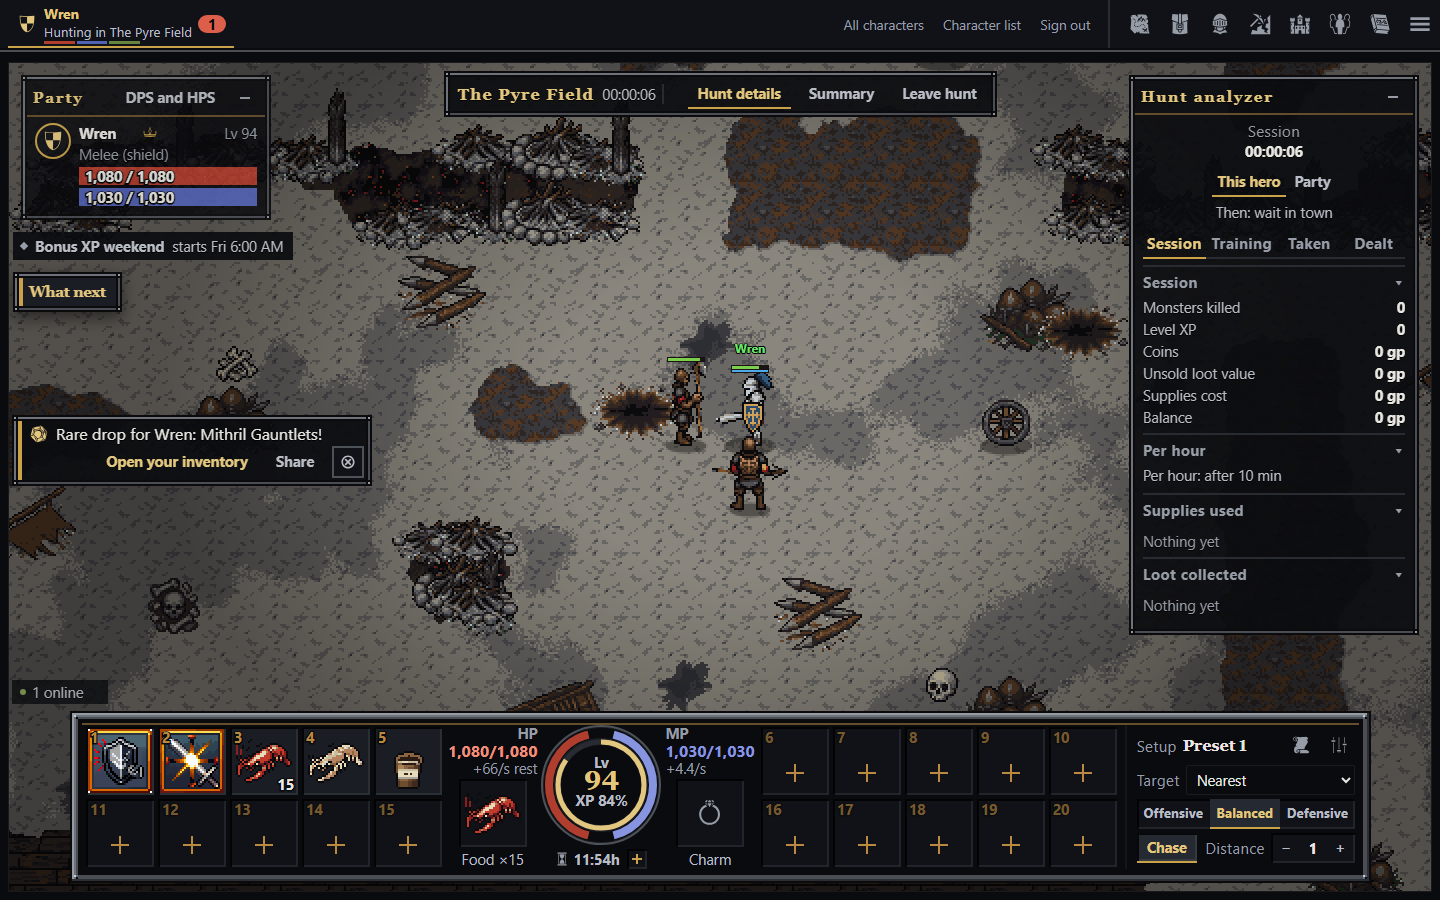 Wren
Hunting in The Pyre Field
1
All characters
Character list
Sign out
Party
DPS and HPS
Wren
Lv 94
Melee (shield)
1,080 / 1,080
1,030 / 1,030
Bonus XP weekend starts Fri 6:00 AM
What next
Rare drop for Wren: Mithril Gauntlets!
Open your inventory
Share
1 online
The Pyre Field 00:00:06
Hunt details
Summary
Leave hunt
Wren
Hunt analyzer
Session
00:00:06
This hero
Party
Then: wait in town
Session
Training
Taken
Dealt
Session
Monsters killed 0
Level XP 0
Coins 0 gp
Unsold loot value 0 gp
Supplies cost 0 gp
Balance 0 gp
Per hour
Per hour: after 10 min
Supplies used
Nothing yet
Loot collected
Nothing yet
1
2
3
15
4
5
HP
1,080/1,080
+66/s rest
Lv
94
XP 84%
MP
1,030/1,030
+4.4/s
6
7
8
9
10
11
12
13
14
15
Food ×15
11:54h
+
Charm
16
17
18
19
20
Setup Preset 1
Target Nearest
Offensive
Balanced
Defensive
Chase
Distance
− 1 +